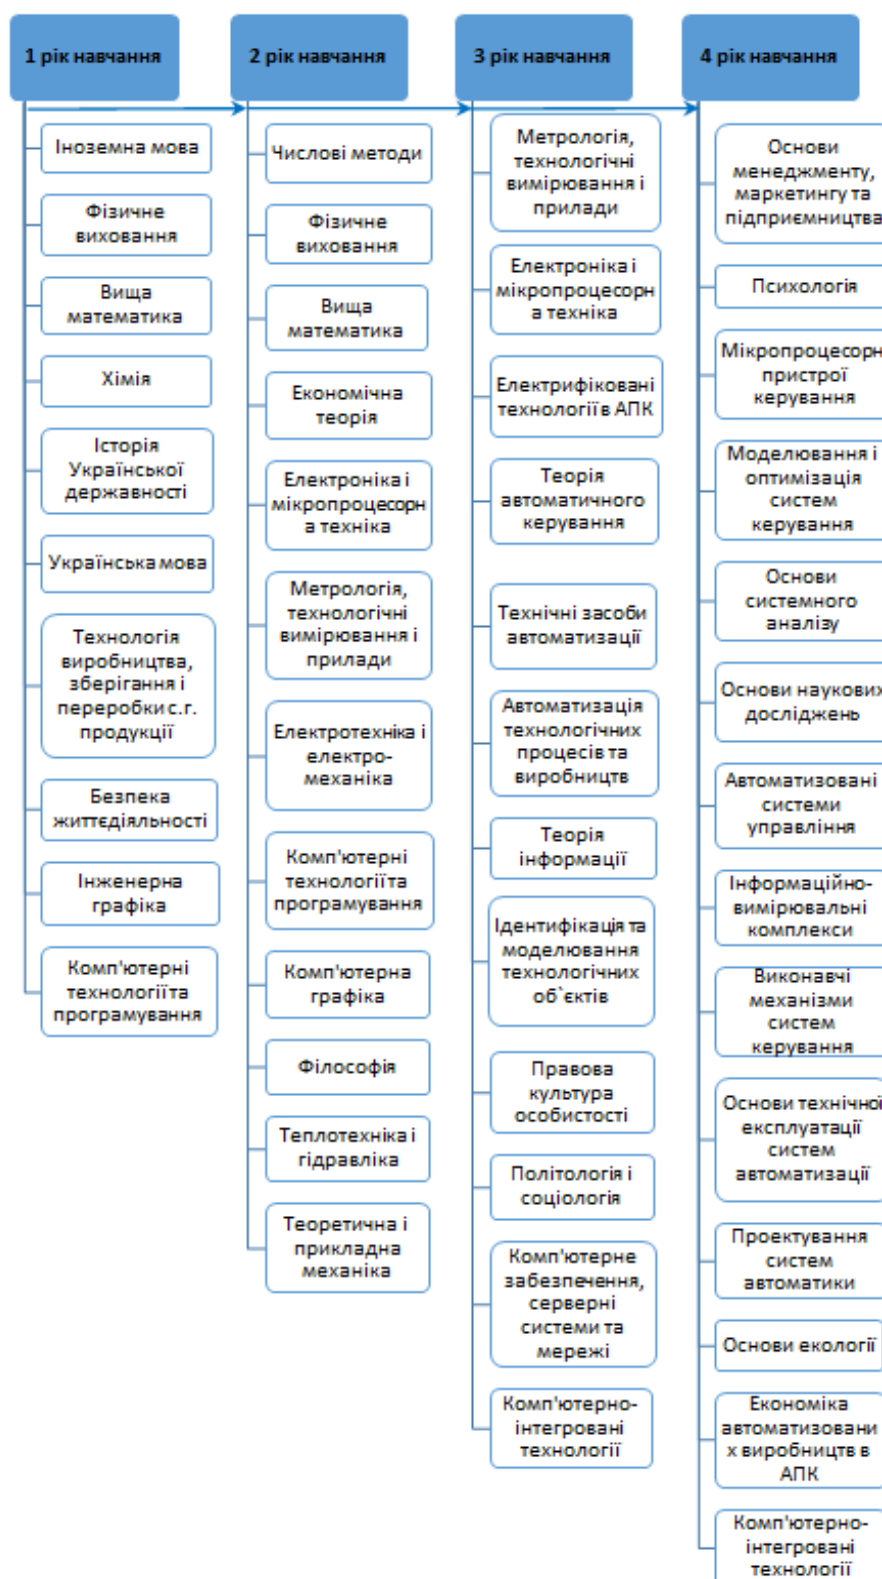 1 рік навчання
Іноземна мова
Фізичне
виховання
Вища
математика
Хімія
Історія
Української
державності
Українська мова
Технологія
виробництва,
зберігання і
переробки с.г.
продукції
Безпека
життєдіяльності
Інженерна
графіка
Комп'ютерні
технології та
програмування
2 рік навчання
Числові методи
Фізичне
виховання
Вища
математика
Економічна
теорія
Електроніка і
мікропроцесорн
а техніка
Метрологія,
технологічні
вимірювання і
прилади
Електротехніка і
електро-
механіка
Комп'ютерні
технології та
програмування
Комп'ютерна
графіка
Філософія
Теплотехніка і
гідравліка
Теоретична і
прикладна
механіка
3 рік навчання
Метрологія,
технологічні
вимірювання і
прилади
Електроніка і
мікропроцесорн
а техніка
Електрифіковані
технології в АПК
Теорія
автоматичного
керування
Технічні засоби
автоматизації
Автоматизація
технологічних
процесів та
виробництв
Теорія
інформації
Ідентифікація та
моделювання
технологічних
об`єктів
Правова
культура
особистості
Політологія і
соціологія
Комп'ютерне
забезпечення,
серверні
системи та
мережі
Комп'ютерно-
інтегровані
технології
4 рік навчання
Основи
менеджменту,
маркетингу та
підприємництва
Психологія
Мікропроцесорн
пристрої
керування
Моделювання і
оптимізація
систем
керування
Основи
системного
аналізу
Основи наукових
досліджень
Автоматизовані
системи
управління
Інформаційно-
вимірювальні
комплекси
Виконавчі
механізми
систем
керування
Основи технічної
експлуатації
систем
автоматизації
Проектування
систем
автоматики
Основи екології
Економіка
автоматизовани
х виробництв в
АПК
Комп'ютерно-
інтегровані
технології